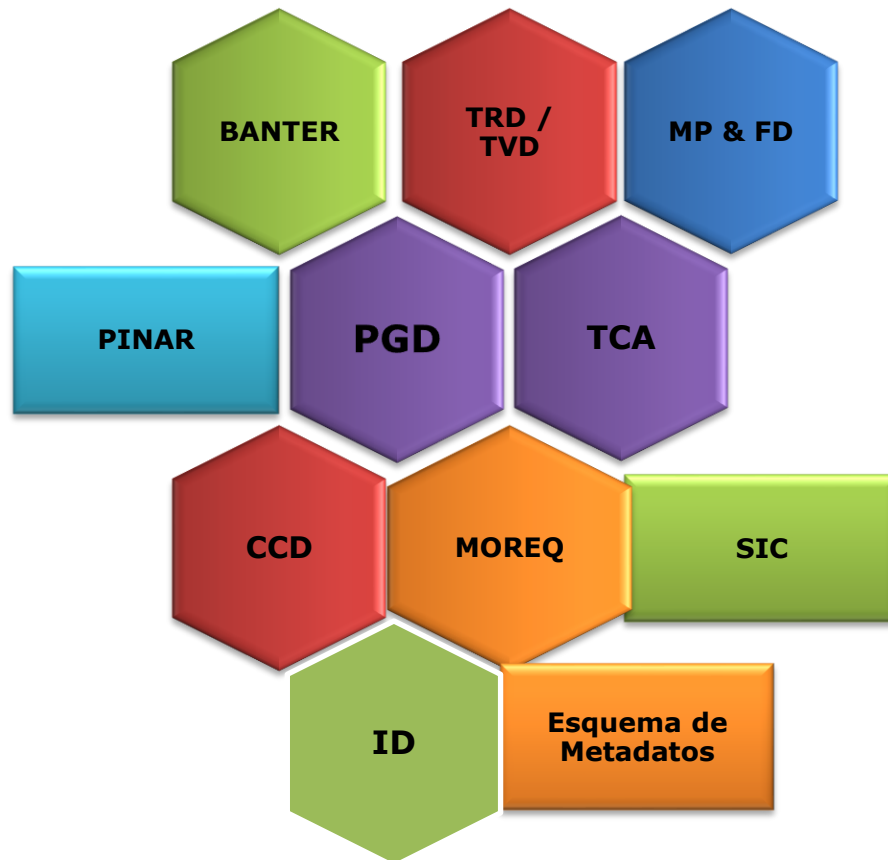 BANTER
TRD /
TVD
MP & FD
PINAR
PGD
TCA
CCD
MOREQ
SIC
ID
Esquema de
Metadatos